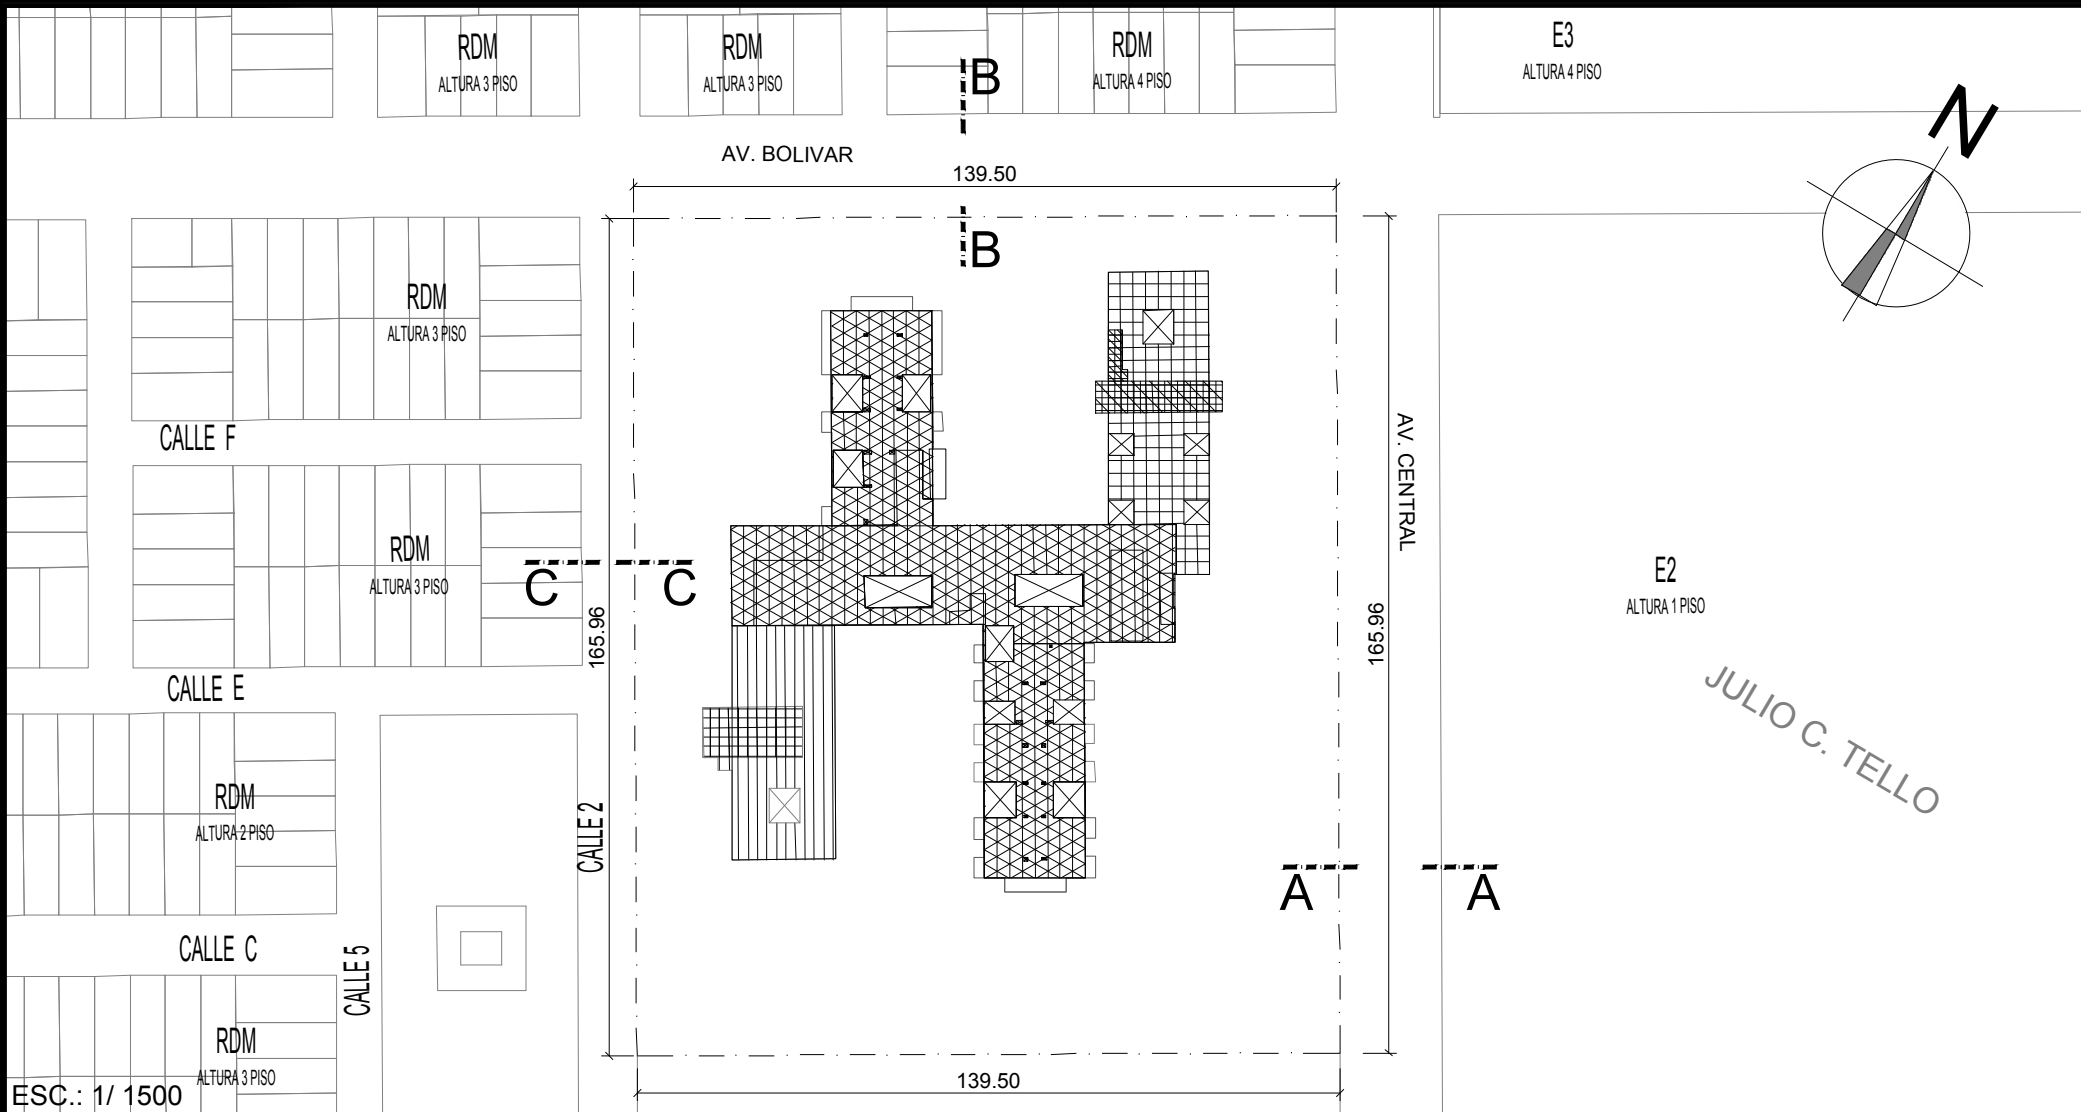 RDM
ALTURA 3 PISO
RDM
ALTURA 3 PISO
B
RDM
ALTURA 4 PISO
E3
ALTURA 4 PISO
N
AV. BOLIVAR
139.50
B
RDM
ALTURA 3 PISO
CALLE F
AV. CENTRAL
RDM
ALTURA 3 PISO
C
C
165.96
165.96
E2
ALTURA 1 PISO
CALLE E
JULIO C. TELLO
RDM
ALTURA 2 PISO
CALLE 2
A
A
CALLE C
CALLE 5
RDM
ALTURA 3 PISO
139.50
ESC.: 1/ 1500